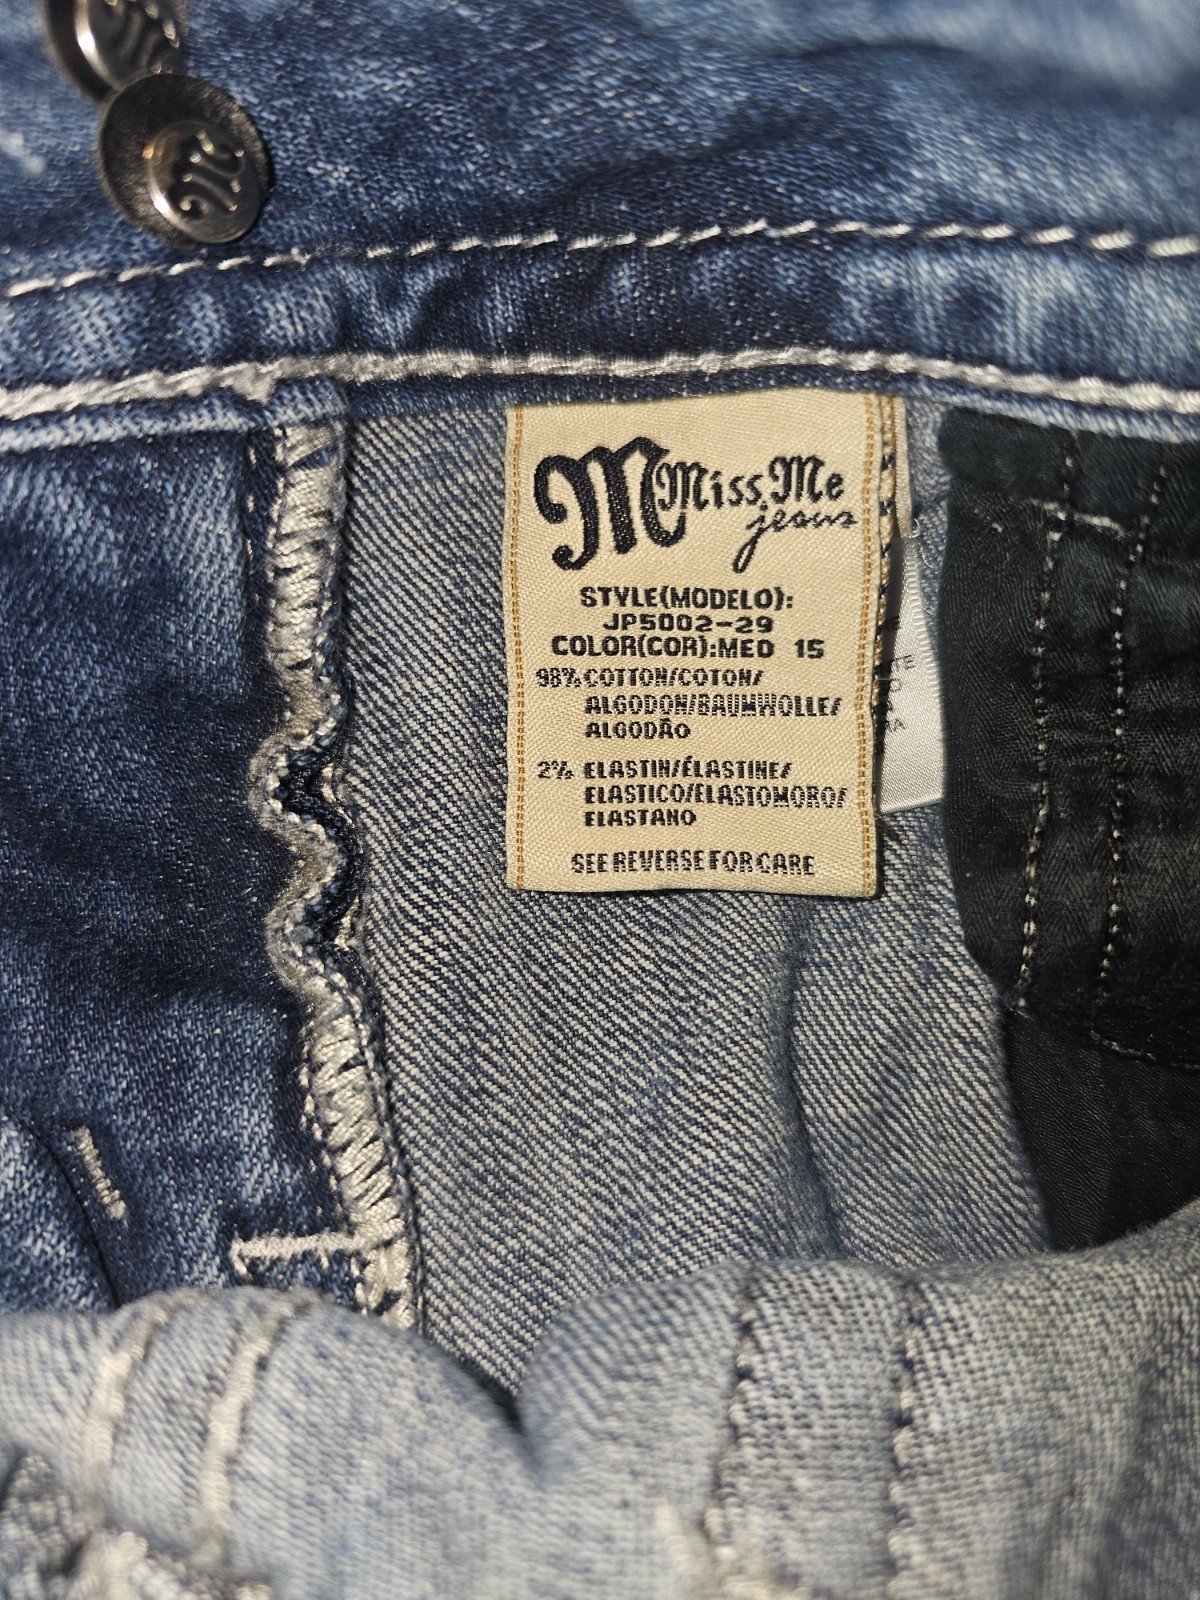 M
M Miss Me
jeans
STYLE(MODELO):
JP5002-29
COLOR(COR):MED 15
98% COTTON/COTON/
ALGODON/BAUMWOLLE/
ALGODÃO
2% ELASTIN/ÉLASTINE/
ELASTICO/ELASTOMORO/
ELASTANO
SEE REVERSE FOR CARE